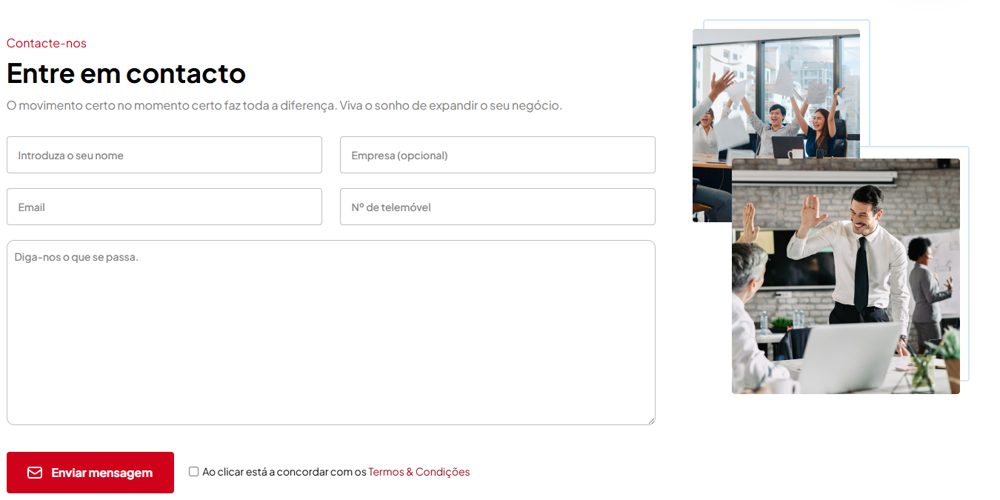 Contacte-nos
Entre em contacto
O movimento certo no momento certo faz toda a diferença. Viva o sonho de expandir o seu negócio.
Introduza o seu nome
Empresa (opcional)
Email
Nº de telemóvel
Diga-nos o que se passa.
Enviar mensagem
Ao clicar está a concordar com os Termos & Condições